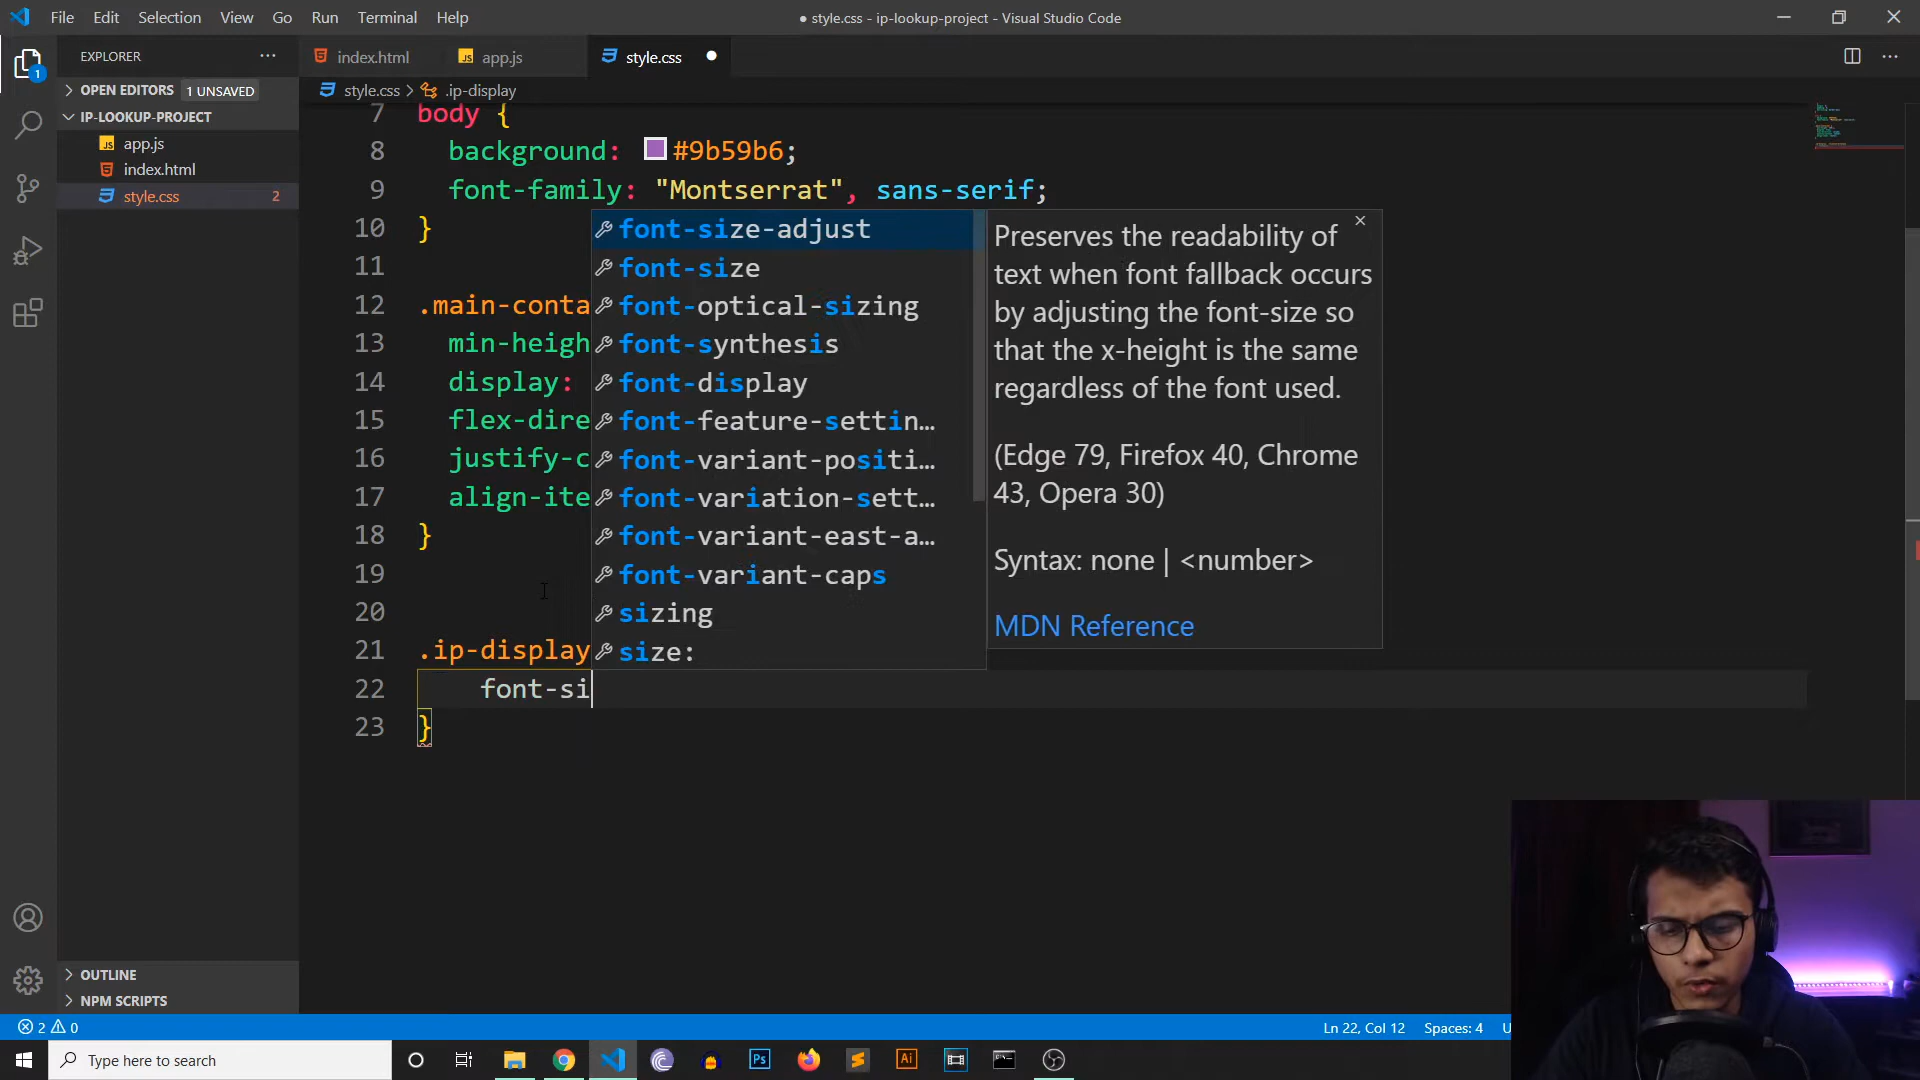 File Edit Selection View Go Run Terminal Help
● style.css - ip-lookup-project - Visual Studio Code
EXPLORER
index.html
app.js
style.css
OPEN EDITORS 1 UNSAVED
style.css > .ip-display
IP-LOOKUP-PROJECT
app.js
index.html
style.css 2
1
7 body {
8 background: #9b59b6;
9 font-family: "Montserrat", sans-serif;
10 }
11
12 .main-conta
13 min-heigh
14 display:
15 flex-dire
16 justify-c
17 align-ite
18 }
19
20
21 .ip-display
22 font-si
23 }
font-size-adjust
font-size
font-optical-sizing
font-synthesis
font-display
font-feature-settin…
font-variant-positi…
font-variation-sett…
font-variant-east-a…
font-variant-caps
sizing
size:
Preserves the readability of
text when font fallback occurs
by adjusting the font-size so
that the x-height is the same
regardless of the font used.
(Edge 79, Firefox 40, Chrome
43, Opera 30)
Syntax: none | <number>
MDN Reference
OUTLINE
NPM SCRIPTS
2 0
Ln 22, Col 12 Spaces: 4 U
Type here to search
Ps
Ai